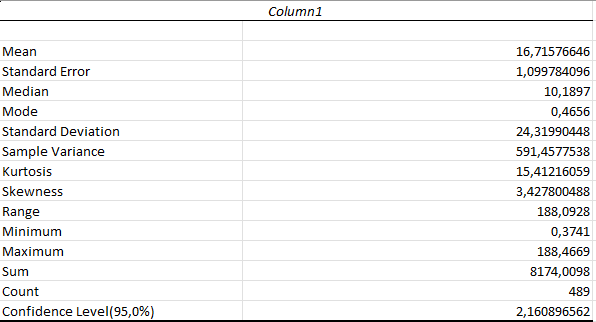 Column1
Mean 16,71576646
Standard Error 1,099784096
Median 10,1897
Mode 0,4656
Standard Deviation 24,31990448
Sample Variance 591,4577538
Kurtosis 15,41216059
Skewness 3,427800488
Range 188,0928
Minimum 0,3741
Maximum 188,4669
Sum 8174,0098
Count 489
Confidence Level(95,0%) 2,160896562